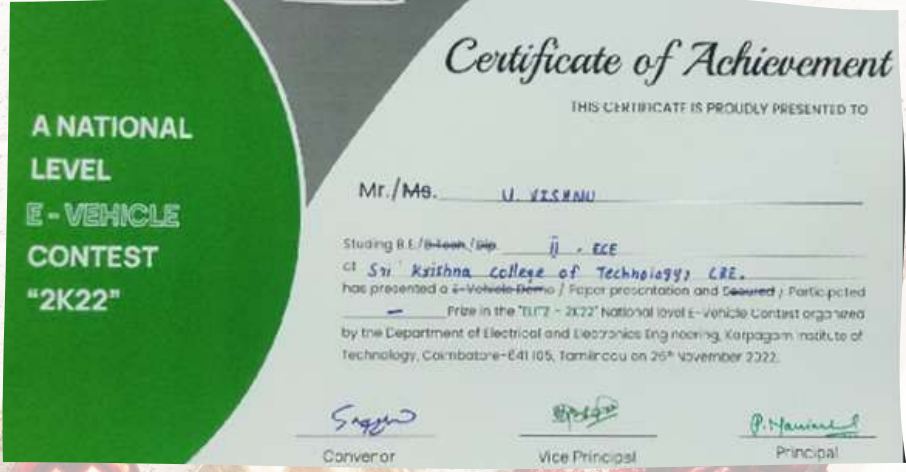 A NATIONAL
LEVEL
E - VEHICLE
CONTEST
"2K22"
Certificate of Achievement
THIS CERTIFICATE IS PROUDLY PRESENTED TO
Mr./Ms. U. VISHNU
Studing B.E/B.Tech/Dip. II - ECE
of Sri Krishna College of Technology, CBE.
has presented a E-Vehicle Demo / Paper presentation and Secured / Participated
— Prize in the " - 2K22" National level E-Vehicle Contest organized
by the Department of Electrical and Electronics Engineering, Karpagam Institute of
Technology, Coimbatore-641 105, Tamilnadu on 26th November 2022.
Convenor
Vice Principal
Principal